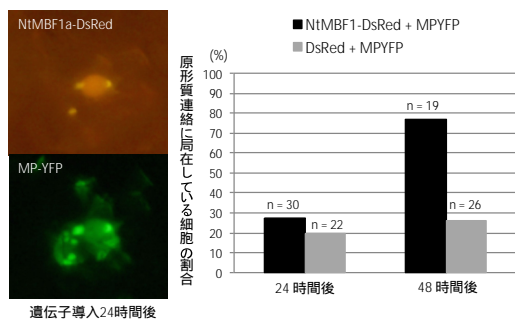 NtMBF1a-DsRed
MP-YFP
遺伝子導入24時間後
原形質連絡に局在している細胞の割合
(%)
NtMBF1-DsRed + MPYFP
DsRed + MPYFP
100
90
80
70
60
50
40
30
20
10
0
n = 30
n = 22
n = 19
n = 26
24 時間後
48 時間後